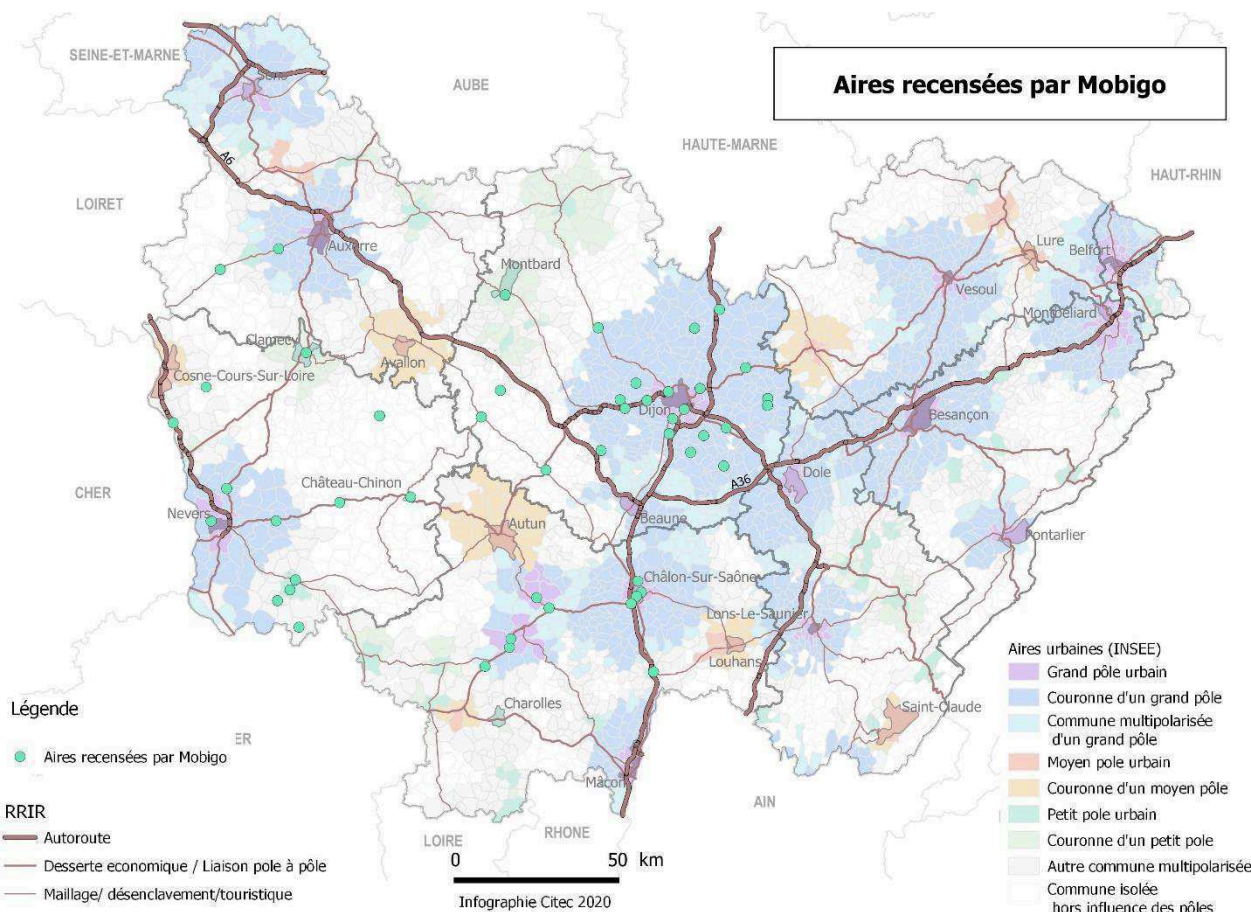 Aires recensées par Mobigo
SEINE-ET-MARNE
AUBE
HAUTE-MARNE
HAUT-RHIN
LOIRET
A6
Auxerre
Montbard
Lure
Belfort
Vesoul
Montbéliard
Clamecy
Avallon
Cosne-Cours-Sur-Loire
Dijon
Besançon
CHER
Château-Chinon
A36
Dole
Nevers
Autun
Beaune
Pontarlier
Châlon-Sur-Saône
Lons-Le-Saunier
Louhans
Charolles
Saint-Claude
Mâcon
AIN
LOIRE
RHONE
Légende
ER
Aires recensées par Mobigo
RRIR
Autoroute
Desserte economique / Liaison pole à pôle
Maillage/ désenclavement/touristique
0 50 km
Infographie Citec 2020
Aires urbaines (INSEE)
Grand pôle urbain
Couronne d'un grand pôle
Commune multipolarisée
d'un grand pôle
Moyen pole urbain
Couronne d'un moyen pôle
Petit pole urbain
Couronne d'un petit pole
Autre commune multipolarisée
Commune isolée
hors influence des pôles